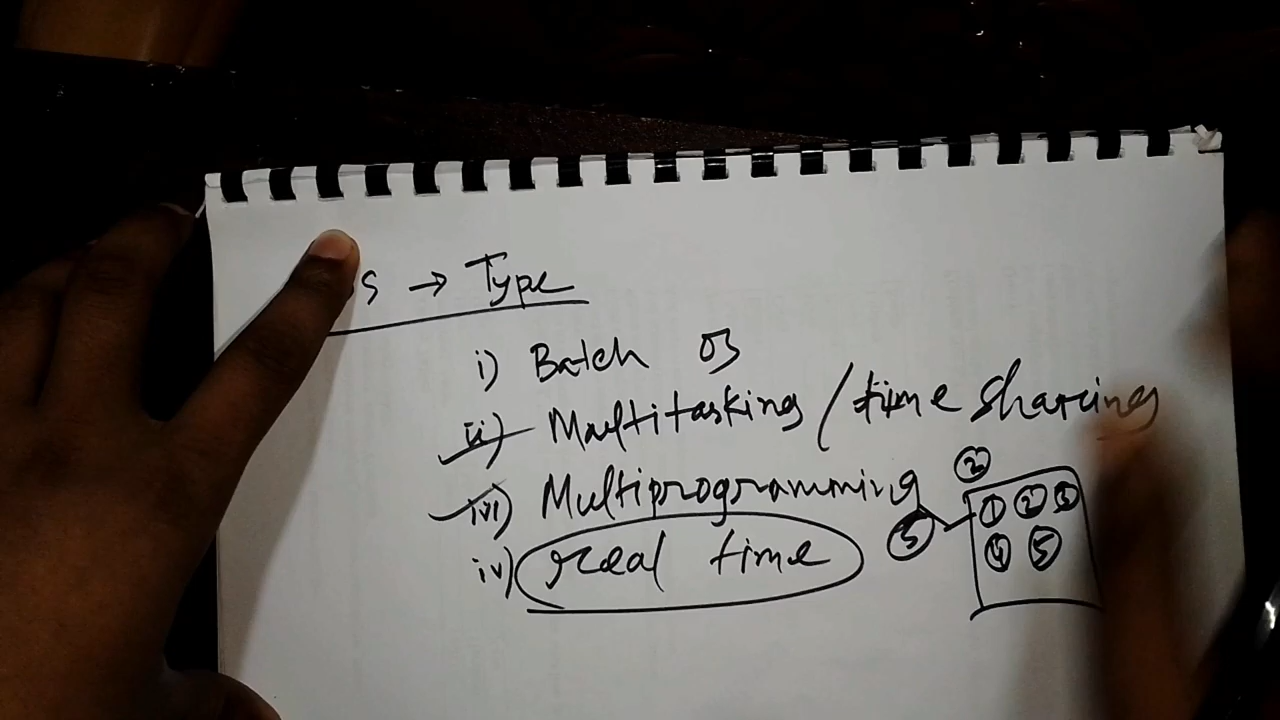 S → Type
i) Batch OS
ii) Multitasking / time sharing
iii) Multiprogramming
2
1 2 3
5
4 5
iv) real time